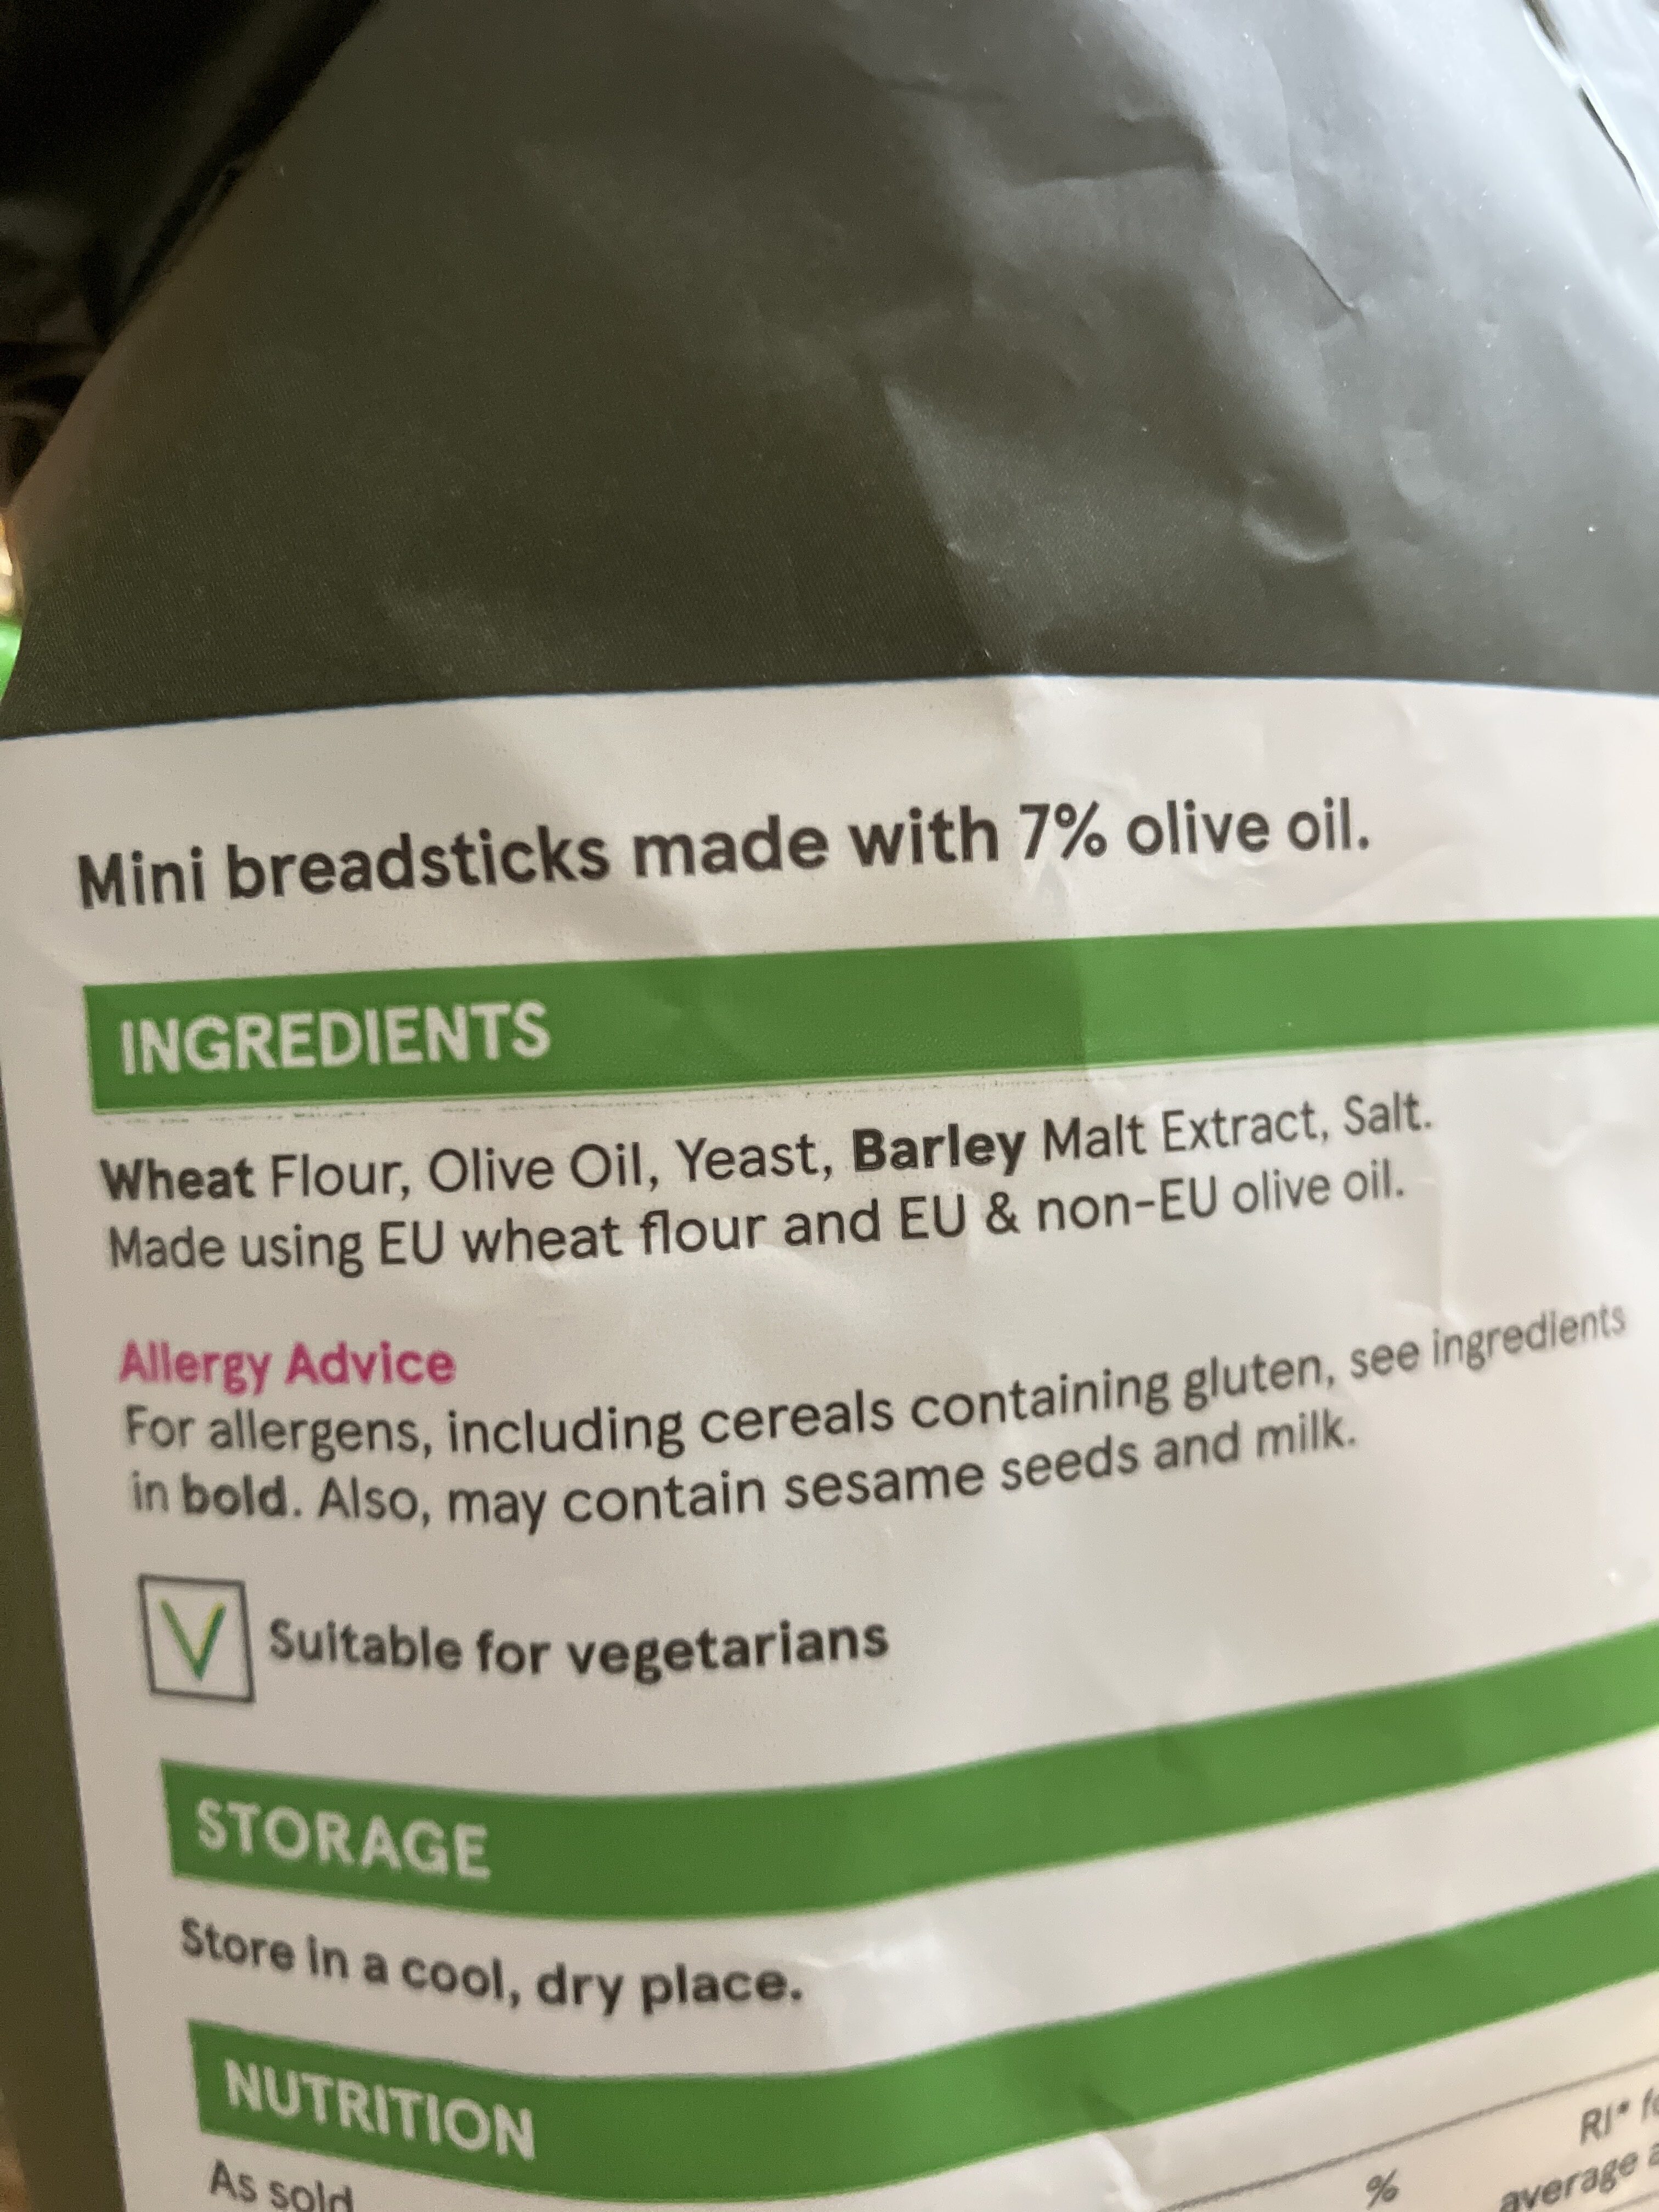 Mini breadsticks made with 7% olive oil.
INGREDIENTS
Wheat Flour, Olive Oil, Yeast, Barley Malt Extract, Salt.
Made using EU wheat flour and EU & non-EU olive oil.
Allergy Advice
For allergens, including cereals containing gluten, see ingredients
in bold. Also, may contain sesame seeds and milk.
V Suitable for vegetarians
STORAGE
Store in a cool, dry place.
NUTRITION
RI*
As sold % average